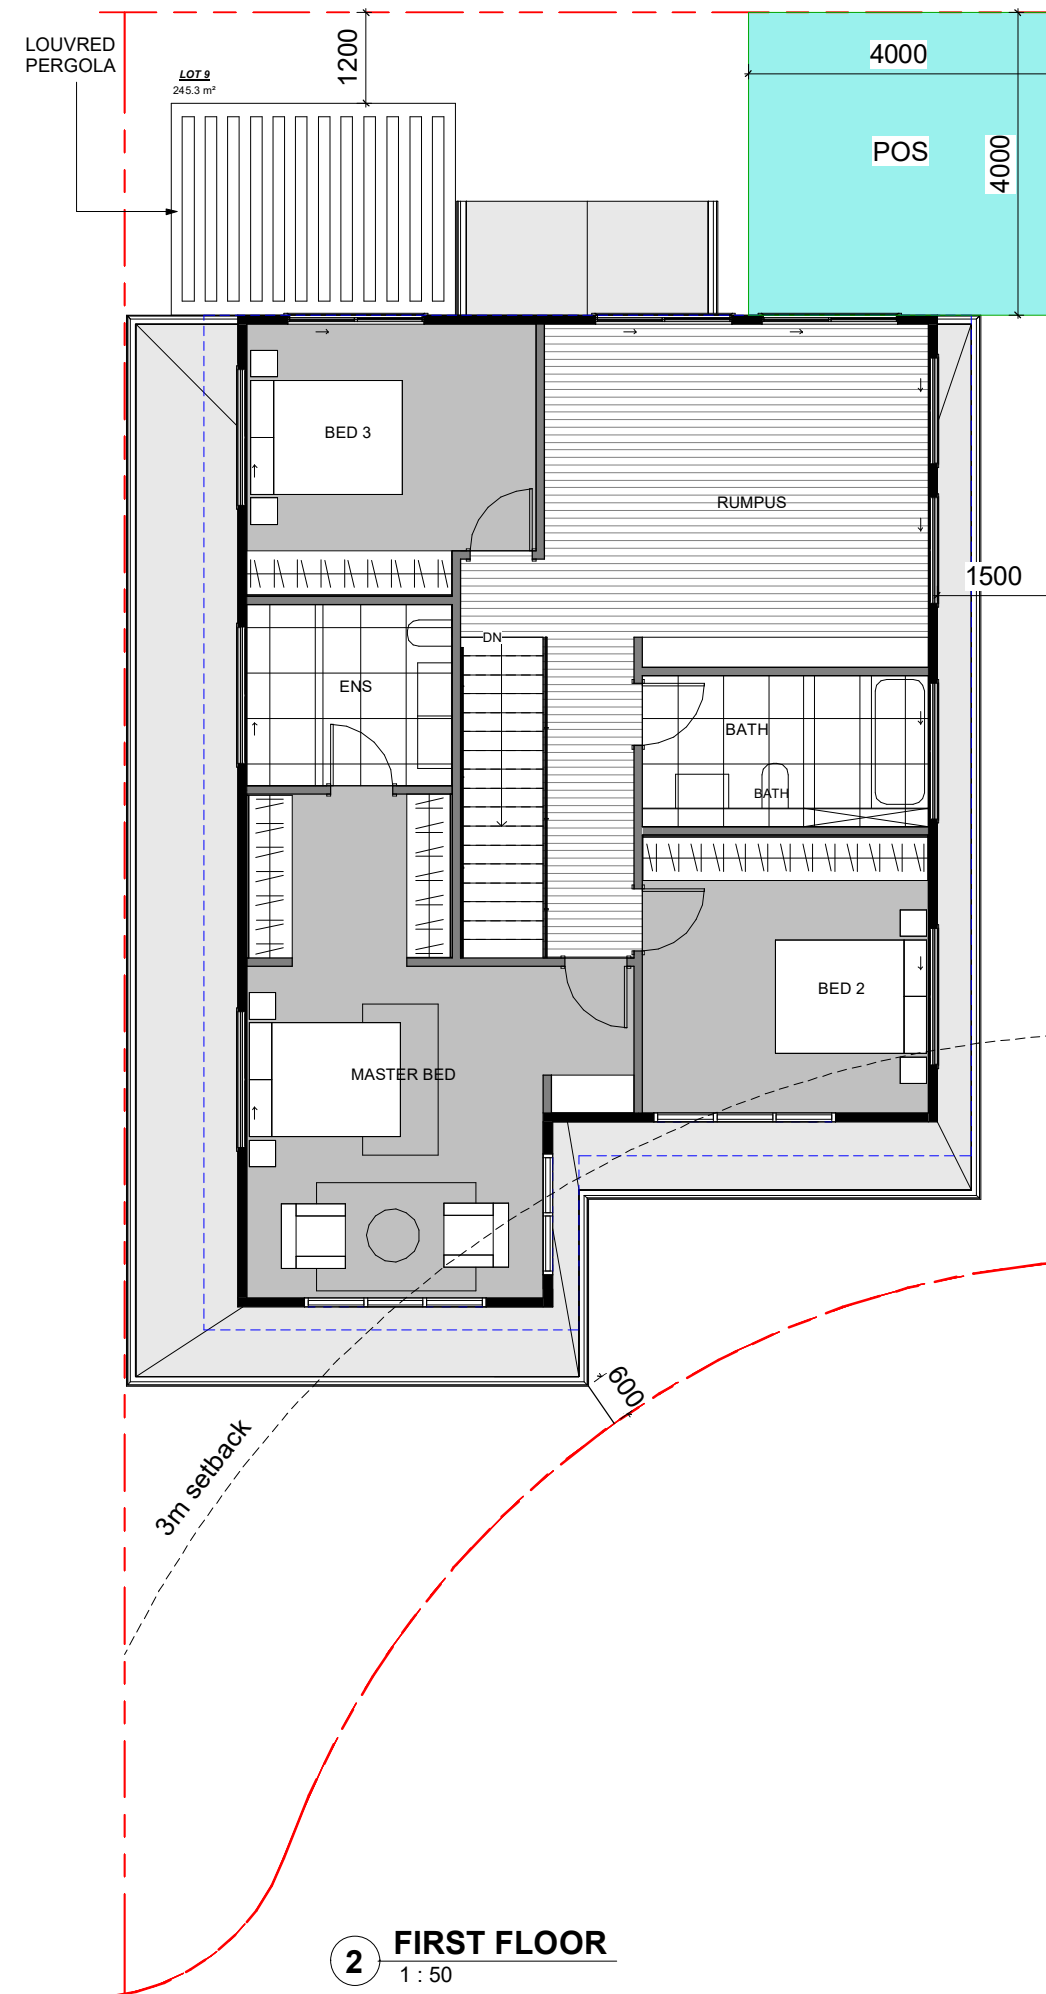 LOUVRED
PERGOLA
LOT 9
245.3 m²
1200
4000
POS
4000
BED 3
RUMPUS
1500
DN
ENS
BATH
BATH
BED 2
MASTER BED
600
3m setback
2
FIRST FLOOR
1 : 50